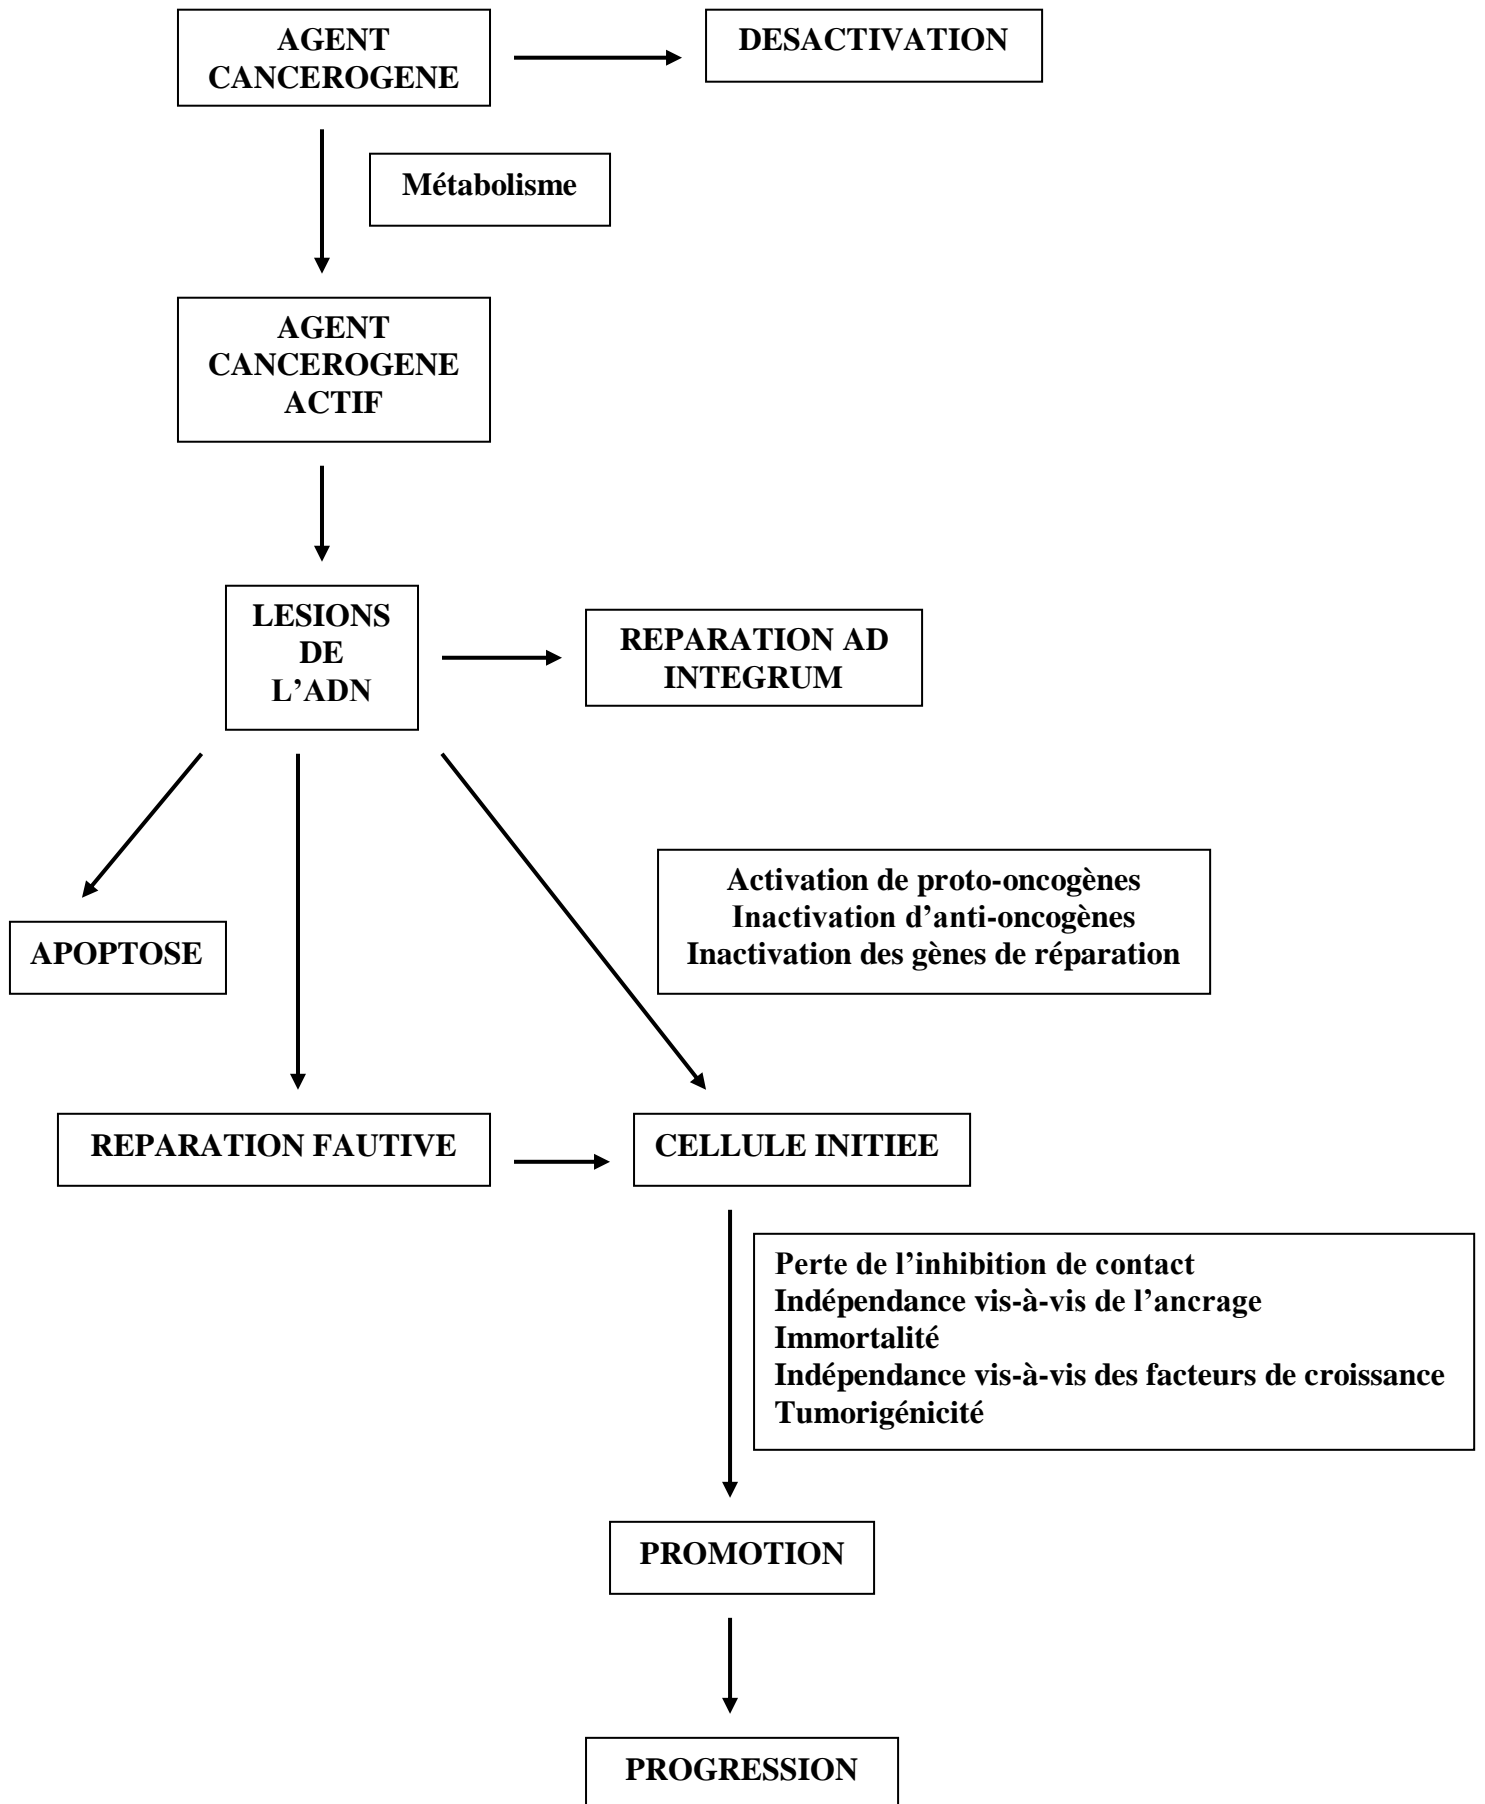 AGENT
CANCEROGENE
DESACTIVATION
Métabolisme
AGENT
CANCEROGENE
ACTIF
LESIONS
DE
L’ADN
REPARATION AD
INTEGRUM
Activation de proto-oncogènes
Inactivation d’anti-oncogènes
Inactivation des gènes de réparation
APOPTOSE
REPARATION FAUTIVE
CELLULE INITIEE
Perte de l’inhibition de contact
Indépendance vis-à-vis de l’ancrage
Immortalité
Indépendance vis-à-vis des facteurs de croissance
Tumorigénicité
PROMOTION
PROGRESSION